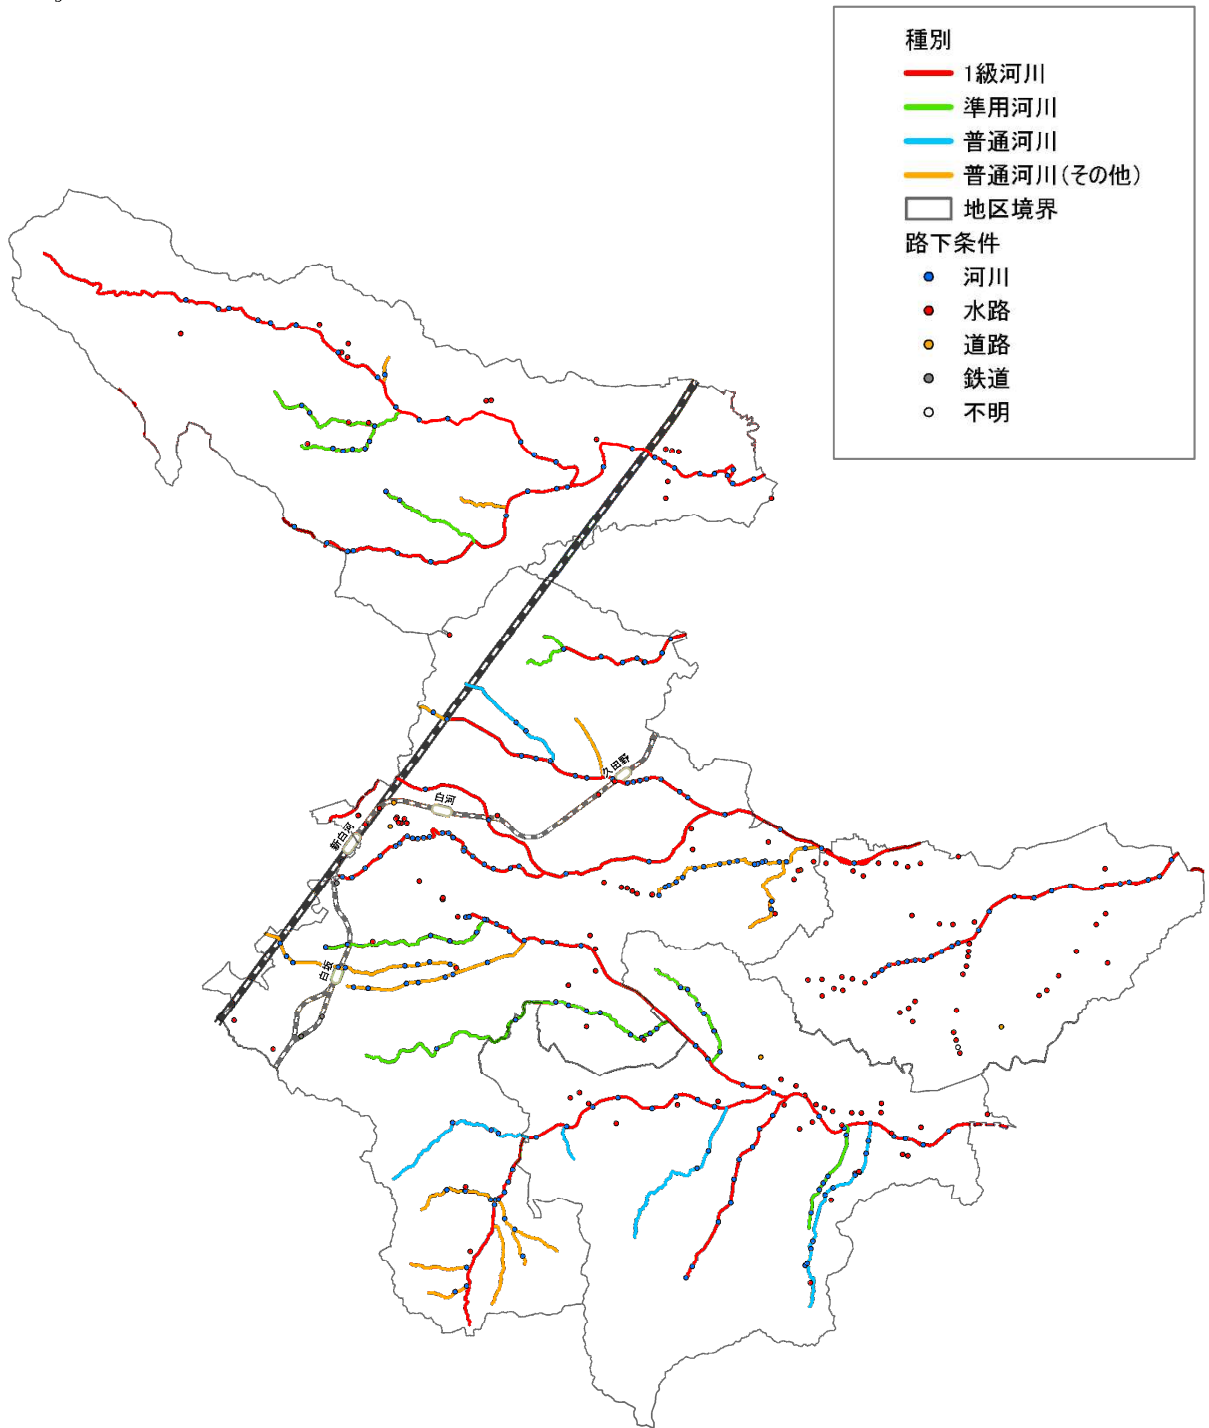 種別
1級河川
準用河川
普通河川
普通河川(その他)
地区境界
路下条件
河川
水路
道路
鉄道
不明
久田野
白河
新白河
白坂